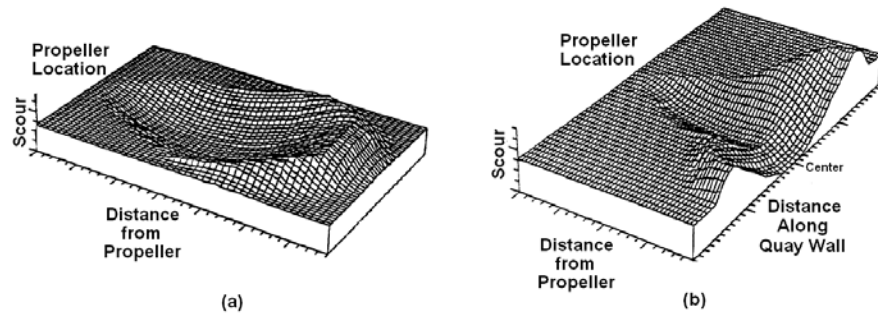 Propeller
Location
Scour
Distance
from
Propeller
(a)
Propeller
Location
Scour
Center
Distance
Along
Quay Wall
Distance
from
Propeller
(b)